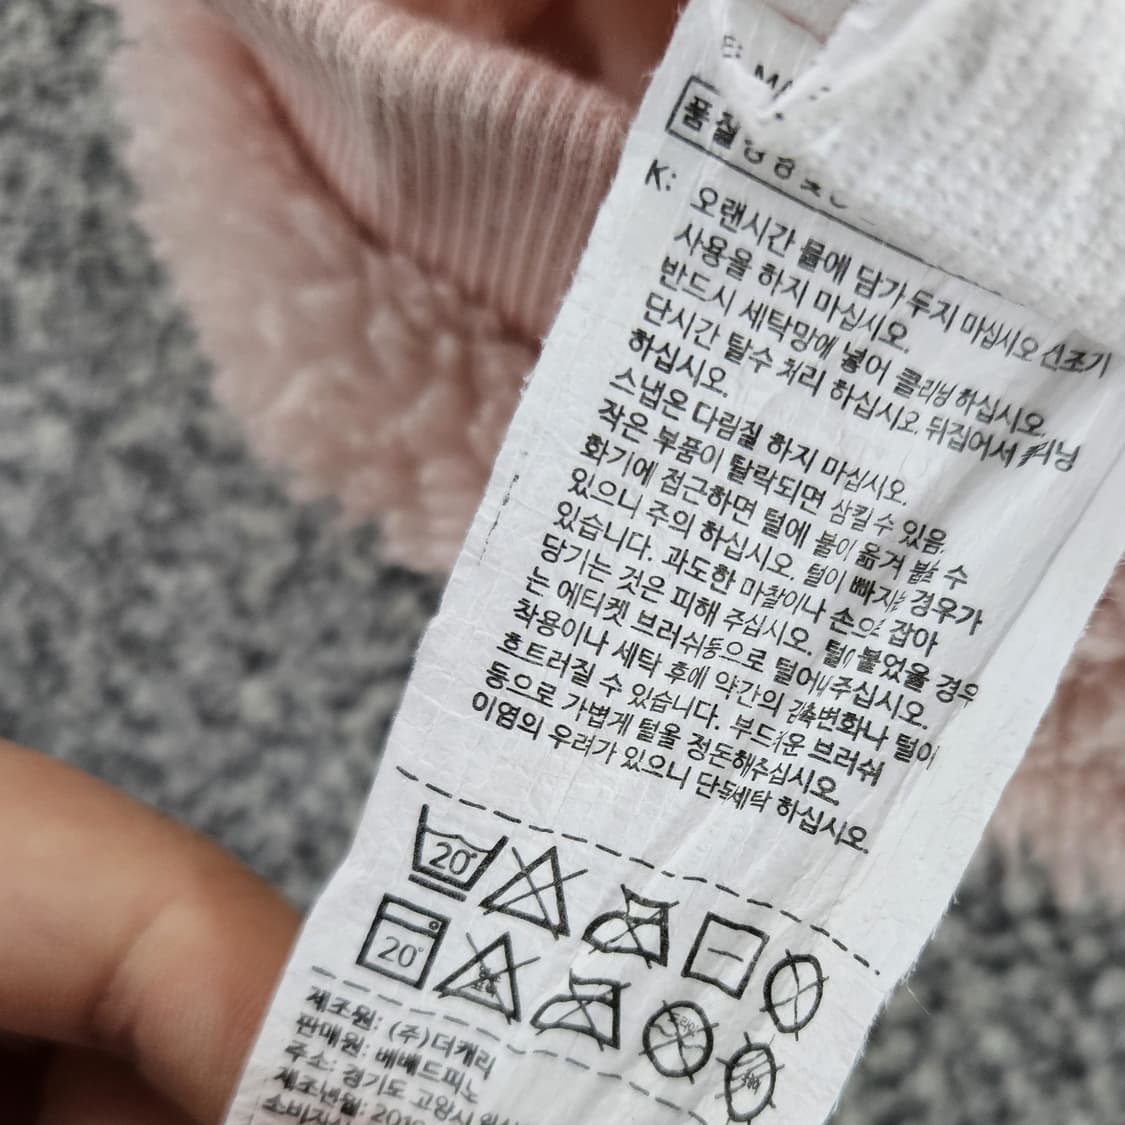 품질
K: 오랜시간 물에 담가 두지 마십시오 건조기
사용을 하지 마십시오.
반드시 세탁망에 넣어 클리닝 하십시오.
단시간 탈수 처리 하십시오. 뒤집어서
하십시오.
스냅은 다림질 하지 마십시오.
작은 부품이 탈락되면 삼킬 수 있음.
화기에 접근하면 털에 불이 옮겨 붙을 수
있으니 주의 하십시오. 털이 빠지는 경우가
있습니다. 과도한 마찰이나 손으로 잡아
당기는 것은 피해 주십시오. 털이 붙었을 경우
는 에티켓 브러쉬등으로 털어내주십시오.
착용이나 세탁 후에 약간의 변화나 털이
흐트러질 수 있습니다. 부드러운 브러쉬
등으로 가볍게 털을 정돈해주십시오.
이염의 우려가 있으니 단독세탁 하십시오.
20°
20°
드라이
제조원: (주)더캐리
판매원: 베베드피노
주소: 경기도 고양시
제조년월: